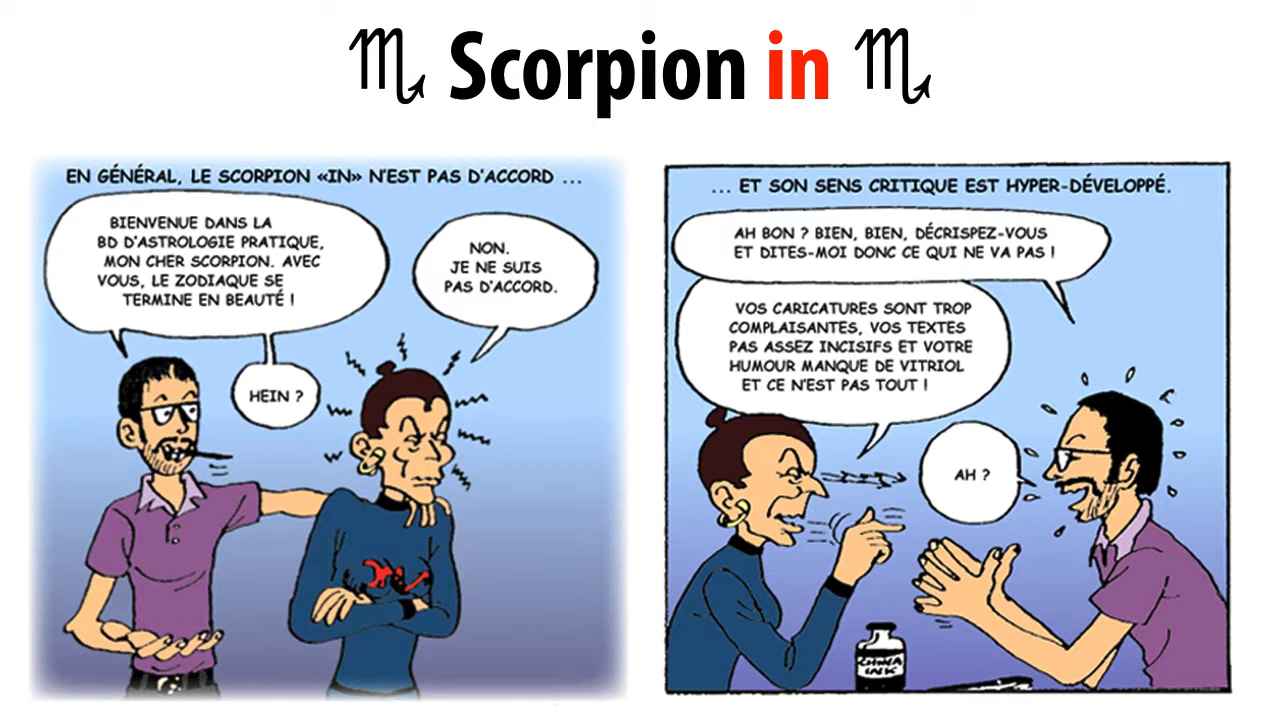 ♏ Scorpion in ♏
EN GÉNÉRAL, LE SCORPION «IN» N'EST PAS D'ACCORD ...
BIENVENUE DANS LA
BD D'ASTROLOGIE PRATIQUE,
MON CHER SCORPION. AVEC
VOUS, LE ZODIAQUE SE
TERMINE EN BEAUTÉ !
NON.
JE NE SUIS
PAS D'ACCORD.
HEIN ?
... ET SON SENS CRITIQUE EST HYPER-DÉVELOPPÉ.
AH BON ? BIEN, BIEN, DÉCRISPEZ-VOUS
ET DITES-MOI DONC CE QUI NE VA PAS !
VOS CARICATURES SONT TROP
COMPLAISANTES, VOS TEXTES
PAS ASSEZ INCISIFS ET VOTRE
HUMOUR MANQUE DE VITRIOL
ET CE N'EST PAS TOUT !
AH ?
CHINA
INK